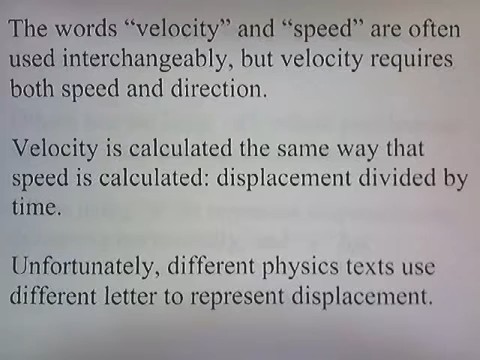 The words “velocity” and “speed” are often
used interchangeably, but velocity requires
both speed and direction.
Velocity is calculated the same way that
speed is calculated: displacement divided by
time.
Unfortunately, different physics texts use
different letter to represent displacement.